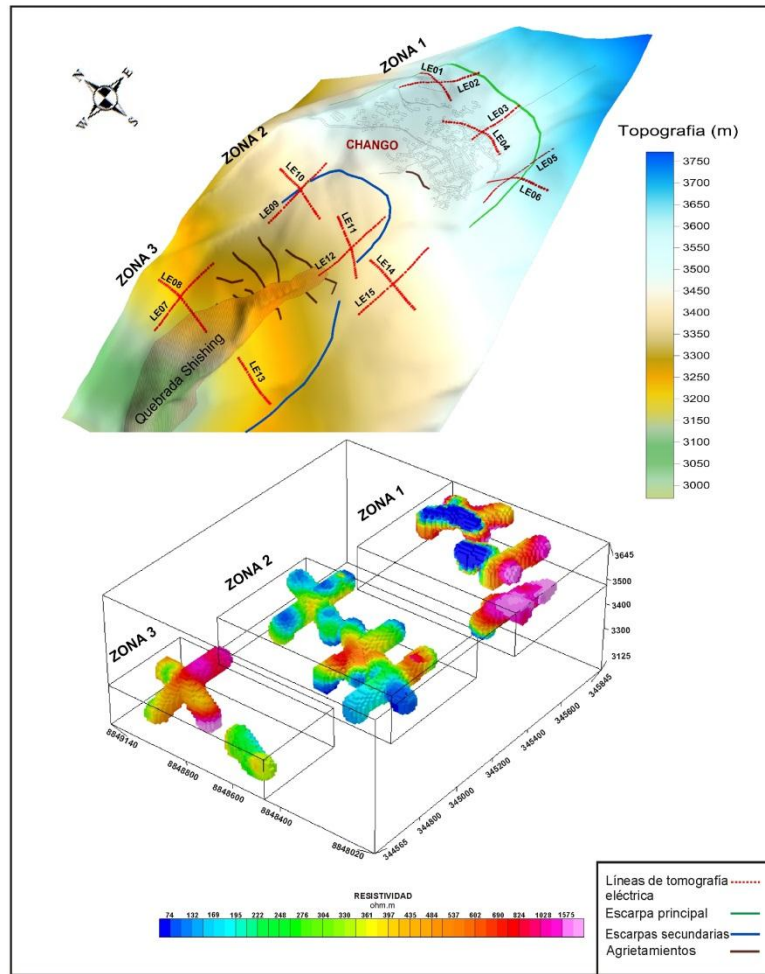 ZONA 1
N
E
W
S
LE01
LE02
LE03
LE04
ZONA 2
CHANGO
LE05
LE06
LE10
LE09
LE11
LE12
ZONA 3
LE14
LE15
LE08
LE07
LE13
Quebrada Shishing
Topografia (m)
3750
3700
3650
3600
3550
3500
3450
3400
3350
3300
3250
3200
3150
3100
3050
3000
ZONA 1
ZONA 2
ZONA 3
3645
3500
3400
3300
3125
8849140
8848800
8848600
8848400
8848020
344565
344800
345000
345200
345400
345600
345845
RESISTIVIDAD
ohm.m
74 132 169 195 222 248 276 304 330 361 397 435 484 537 602 690 824 1028 1575
Líneas de tomografía
eléctrica
Escarpa principal
Escarpas secundarias
Agrietamientos